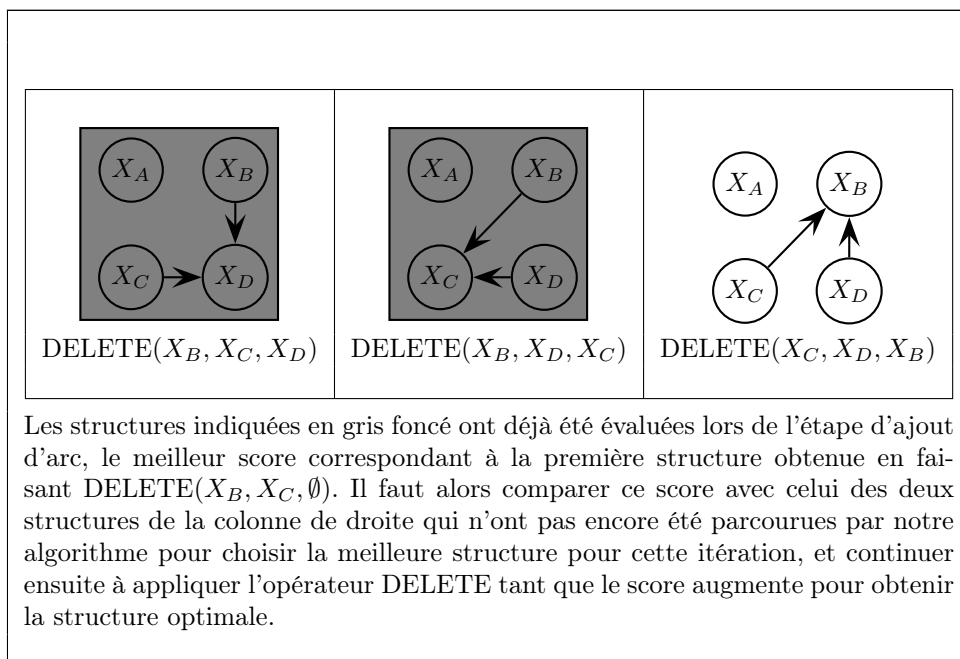 X_A X_B X_A X_B X_A X_B
X_C X_D X_C X_D X_C X_D
DELETE(X_B, X_C, X_D) DELETE(X_B, X_D, X_C) DELETE(X_C, X_D, X_B)
Les structures indiquées en gris foncé ont déjà été évaluées lors de l'étape d'ajout
d'arc, le meilleur score correspondant à la première structure obtenue en fai-
sant DELETE(X_B, X_C, ∅). Il faut alors comparer ce score avec celui des deux
structures de la colonne de droite qui n'ont pas encore été parcourues par notre
algorithme pour choisir la meilleure structure pour cette itération, et continuer
ensuite à appliquer l'opérateur DELETE tant que le score augmente pour obtenir
la structure optimale.